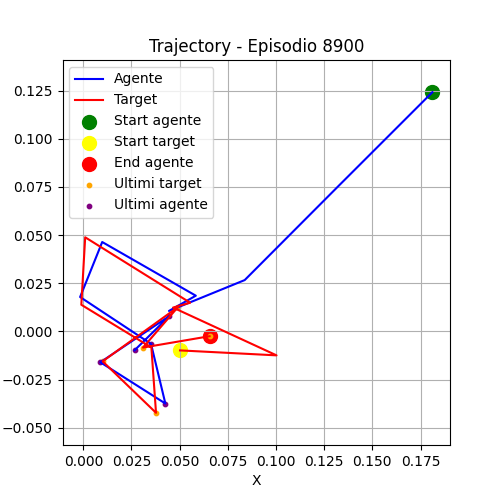 Trajectory - Episodio 8900
Agente
Target
Start agente
Start target
End agente
Ultimi target
Ultimi agente
0.125
0.100
0.075
0.050
0.025
0.000
−0.025
−0.050
0.000 0.025 0.050 0.075 0.100 0.125 0.150 0.175
X